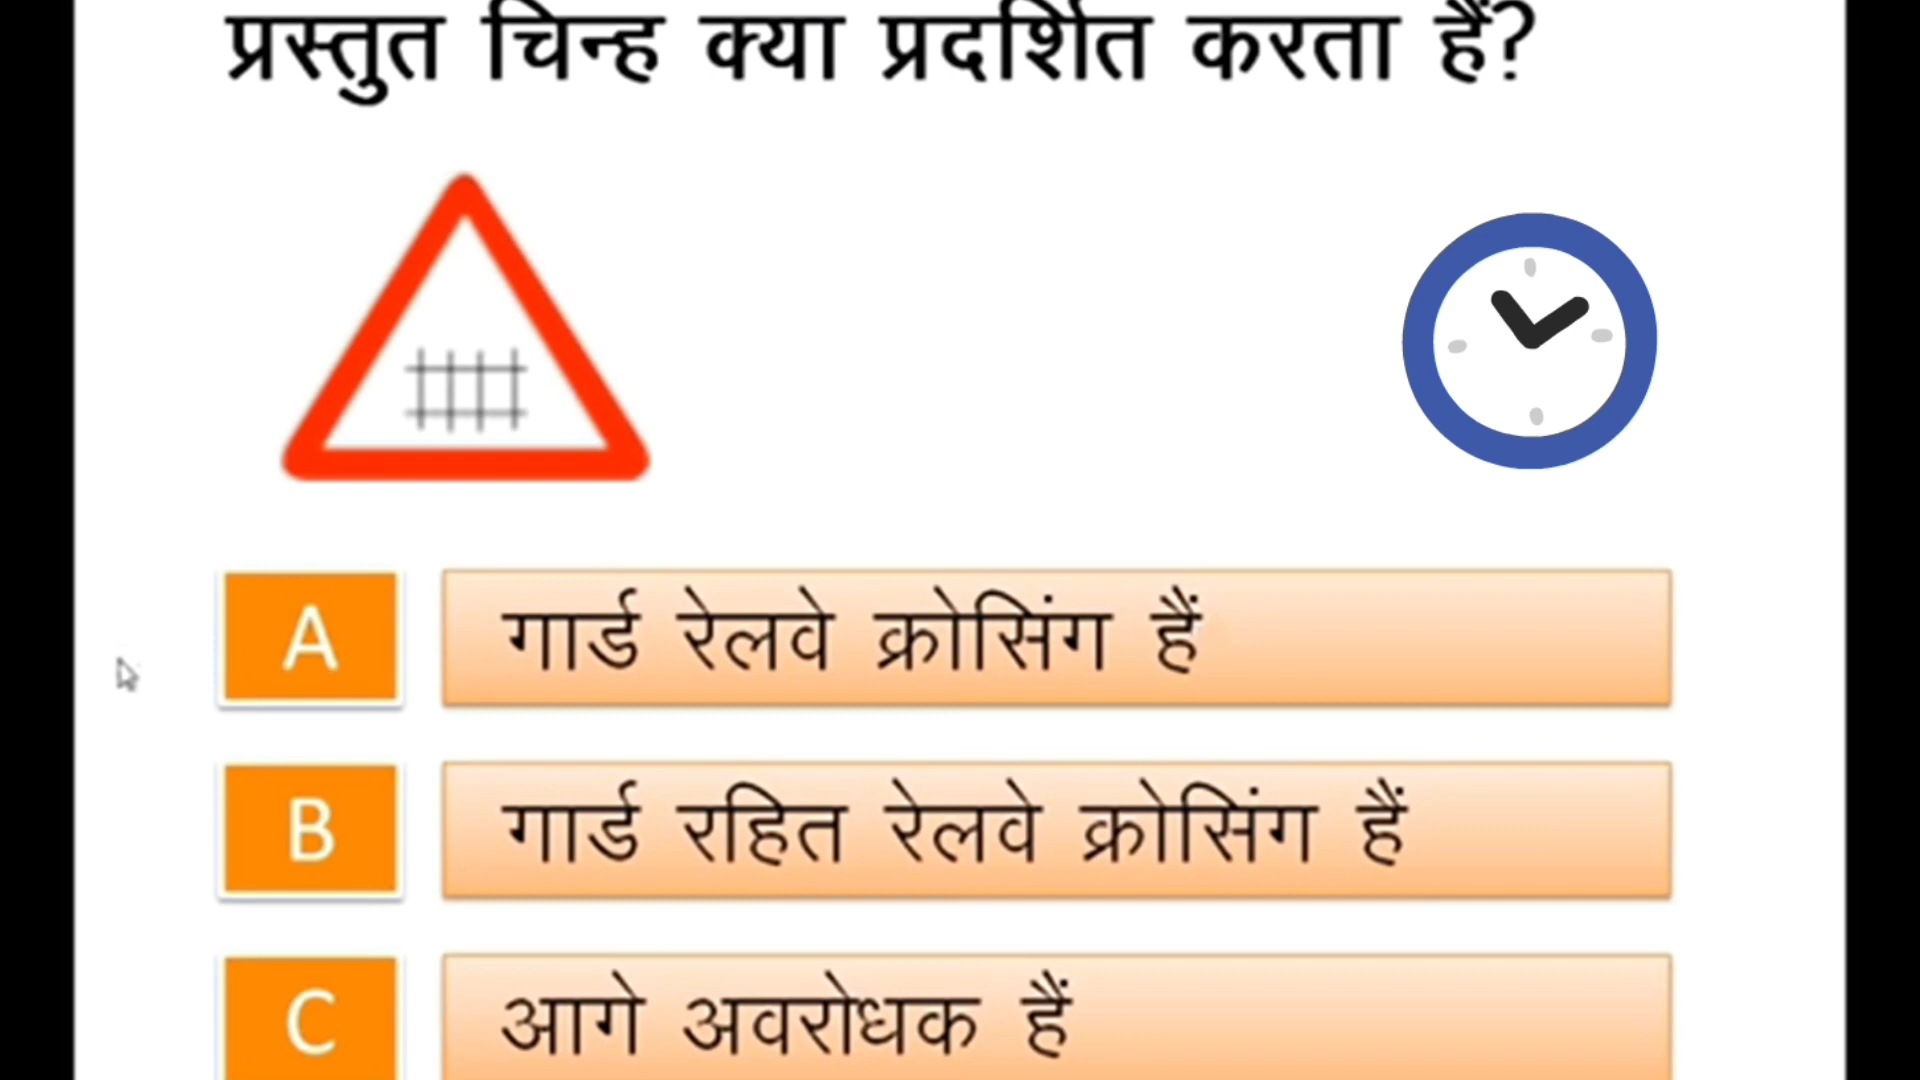 प्रस्तुत चिन्ह क्या प्रदर्शित करता हैं?
A गार्ड रेलवे क्रोसिंग हैं
B गार्ड रहित रेलवे क्रोसिंग हैं
C आगे अवरोधक हैं